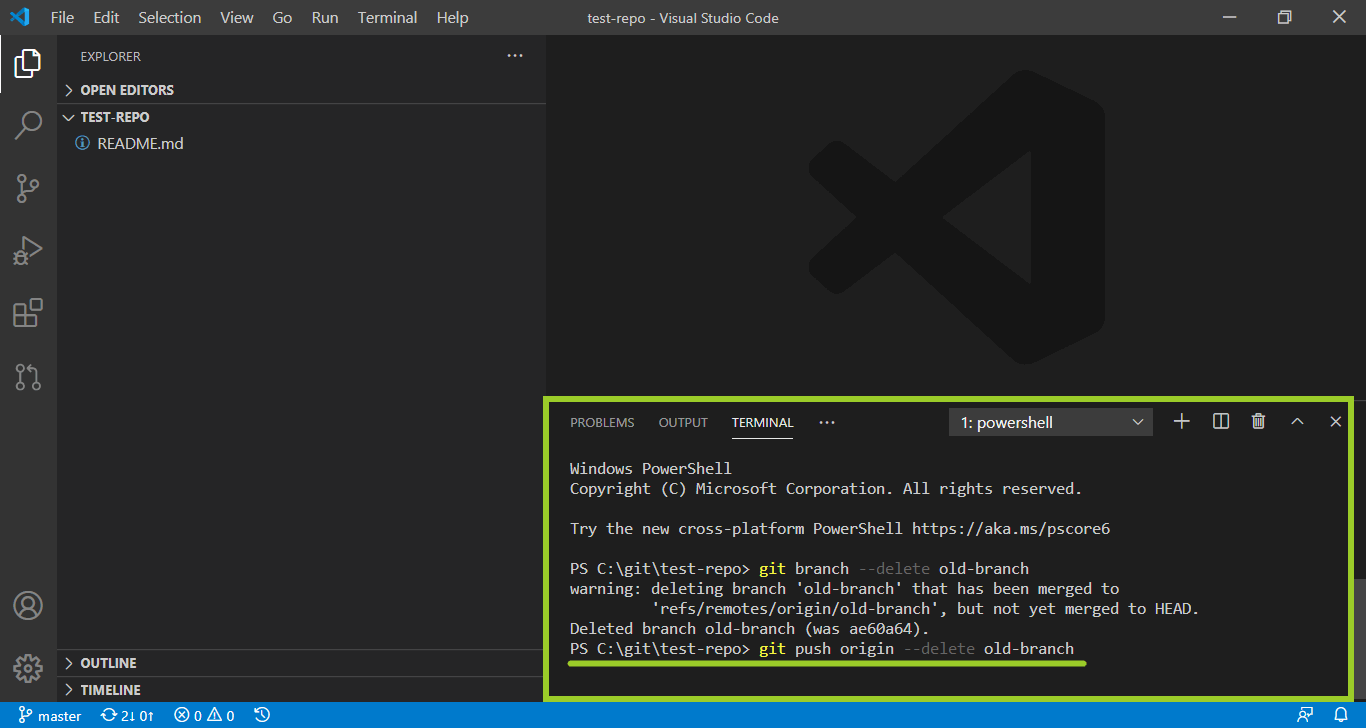 File Edit Selection View Go Run Terminal Help test-repo - Visual Studio Code
EXPLORER
OPEN EDITORS
TEST-REPO
README.md
PROBLEMS OUTPUT TERMINAL 1: powershell
Windows PowerShell
Copyright (C) Microsoft Corporation. All rights reserved.
Try the new cross-platform PowerShell https://aka.ms/pscore6
PS C:\git\test-repo> git branch --delete old-branch
warning: deleting branch 'old-branch' that has been merged to
'refs/remotes/origin/old-branch', but not yet merged to HEAD.
Deleted branch old-branch (was ae60a64).
PS C:\git\test-repo> git push origin --delete old-branch
OUTLINE
TIMELINE
master 2↓ 0↑ 0 0